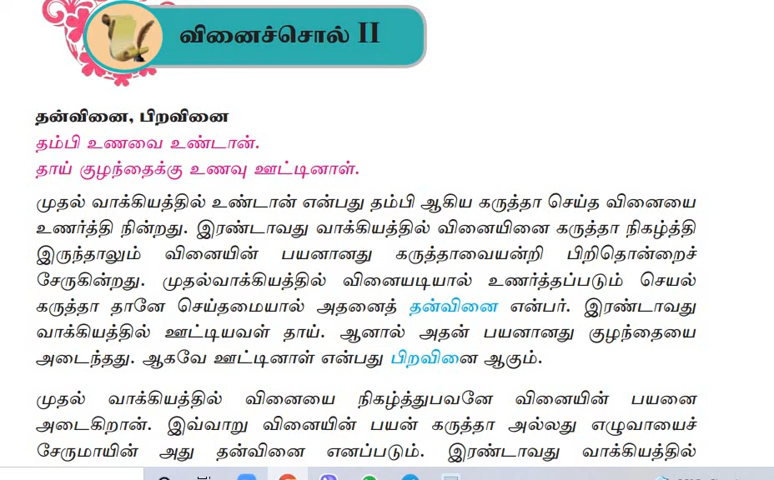 வினைச்சொல் II
தன்வினை, பிறவினை
தம்பி உணவை உண்டான்.
தாய் குழந்தைக்கு உணவு ஊட்டினாள்.
முதல் வாக்கியத்தில் உண்டான் என்பது தம்பி ஆகிய கருத்தா செய்த வினையை
உணர்த்தி நின்றது. இரண்டாவது வாக்கியத்தில் வினையினை கருத்தா நிகழ்த்தி
இருந்தாலும் வினையின் பயனானது கருத்தாவையன்றி பிறிதொன்றைச்
சேருகின்றது. முதல்வாக்கியத்தில் வினையடியால் உணர்த்தப்படும் செயல்
கருத்தா தானே செய்தமையால் அதனைத் தன்வினை என்பர். இரண்டாவது
வாக்கியத்தில் ஊட்டியவள் தாய். ஆனால் அதன் பயனானது குழந்தையை
அடைந்தது. ஆகவே ஊட்டினாள் என்பது பிறவினை ஆகும்.
முதல் வாக்கியத்தில் வினையை நிகழ்த்துபவனே வினையின் பயனை
அடைகிறான். இவ்வாறு வினையின் பயன் கருத்தா அல்லது எழுவாயைச்
சேருமாயின் அது தன்வினை எனப்படும். இரண்டாவது வாக்கியத்தில்